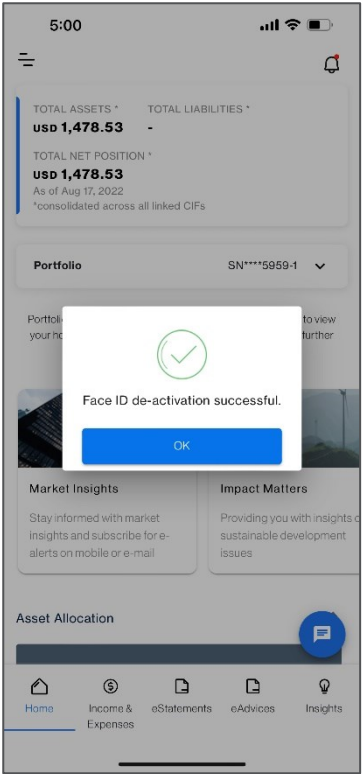 5:00
TOTAL ASSETS * TOTAL LIABILITIES *
USD 1,478.53 -
TOTAL NET POSITION *
USD 1,478.53
As of Aug 17, 2022
*consolidated across all linked CIFs
Portfolio SN****5959-1
to view
further
Face ID de-activation successful.
OK
Market Insights
Stay informed with market
insights and subscribe for e-
alerts on mobile or e-mail
Impact Matters
Providing you with insights
sustainable development
issues
Asset Allocation
Home
Income &
Expenses
eStatements
eAdvices
Insights